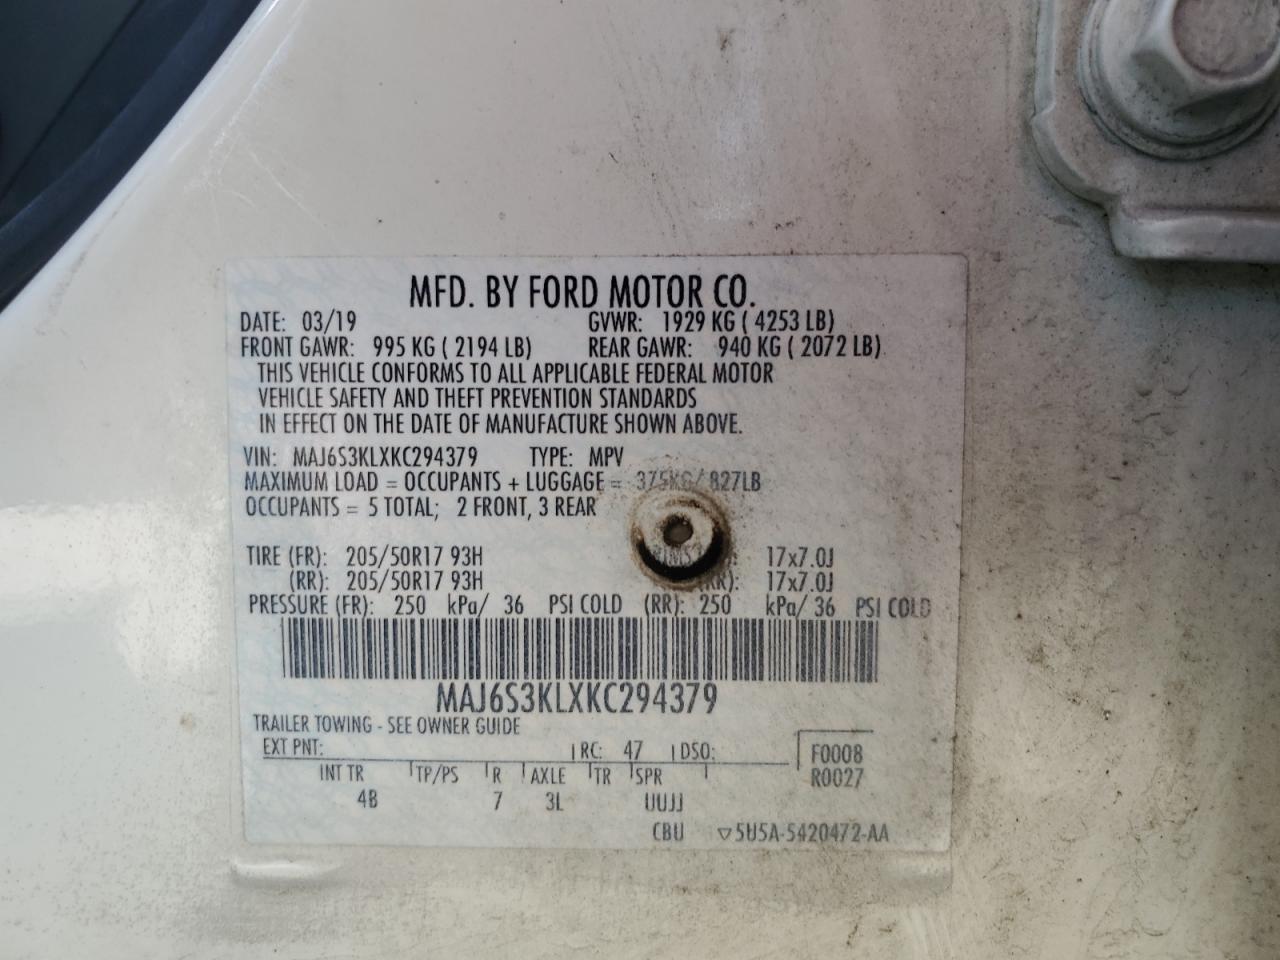 MFD. BY FORD MOTOR CO.
DATE: 03/19 GVWR: 1929 KG ( 4253 LB)
FRONT GAWR: 995 KG ( 2194 LB) REAR GAWR: 940 KG ( 2072 LB)
THIS VEHICLE CONFORMS TO ALL APPLICABLE FEDERAL MOTOR
VEHICLE SAFETY AND THEFT PREVENTION STANDARDS
IN EFFECT ON THE DATE OF MANUFACTURE SHOWN ABOVE.
VIN: MAJ6S3KLXKC294379 TYPE: MPV
MAXIMUM LOAD = OCCUPANTS + LUGGAGE = 375KG/ 827LB
OCCUPANTS = 5 TOTAL; 2 FRONT, 3 REAR
TIRE (FR): 205/50R17 93H 17x7.0J
(RR): 205/50R17 93H (RR): 17x7.0J
PRESSURE (FR): 250 kPa/ 36 PSI COLD (RR): 250 kPa/ 36 PSI COLD
MAJ6S3KLXKC294379
TRAILER TOWING - SEE OWNER GUIDE
EXT PNT: RC: 47 DSO: F0008
INT TR TP/PS R AXLE TR SPR R0027
4B 7 3L UUJJ
CBU ▽5U5A-5420472-AA